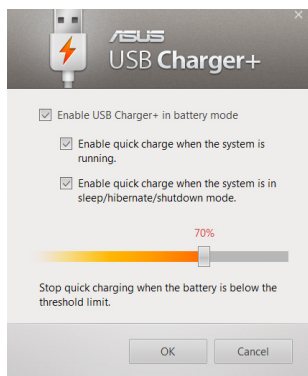 ASUS
USB Charger+
Enable USB Charger+ in battery mode
Enable quick charge when the system is
running.
Enable quick charge when the system is in
sleep/hibernate/shutdown mode.
70%
Stop quick charging when the battery is below the
threshold limit.
OK
Cancel